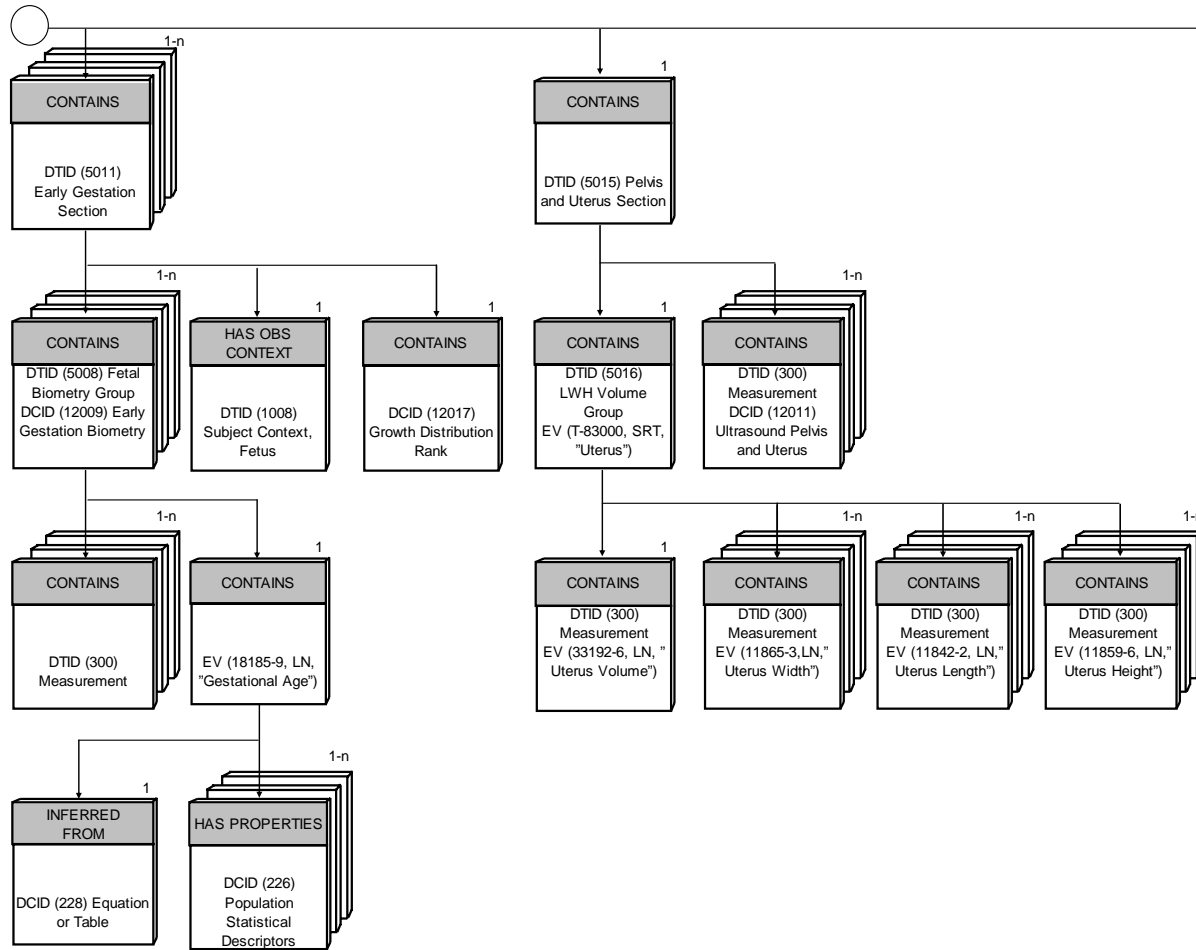 1-n
CONTAINS
DTID (5011)
Early Gestation
Section
1
CONTAINS
DTID (5015) Pelvis
and Uterus Section
1-n
CONTAINS
DTID (5008) Fetal
Biometry Group
DCID (12009) Early
Gestation Biometry
1
HAS OBS
CONTEXT
DTID (1008)
Subject Context,
Fetus
1
CONTAINS
DCID (12017)
Growth Distribution
Rank
1
CONTAINS
DTID (5016)
LWH Volume
Group
EV (T-83000, SRT,
”Uterus”)
1-n
CONTAINS
DTID (300)
Measurement
DCID (12011)
Ultrasound Pelvis
and Uterus
1-n
CONTAINS
DTID (300)
Measurement
1
CONTAINS
EV (18185-9, LN,
”Gestational Age”)
1
CONTAINS
DTID (300)
Measurement
EV (33192-6, LN, ”
Uterus Volume”)
1-n
CONTAINS
DTID (300)
Measurement
EV (11865-3,LN,”
Uterus Width”)
1-n
CONTAINS
DTID (300)
Measurement
EV (11842-2, LN,”
Uterus Length”)
1-n
CONTAINS
DTID (300)
Measurement
EV (11859-6, LN,”
Uterus Height”)
1
INFERRED
FROM
DCID (228) Equation
or Table
1-n
HAS PROPERTIES
DCID (226)
Population
Statistical
Descriptors